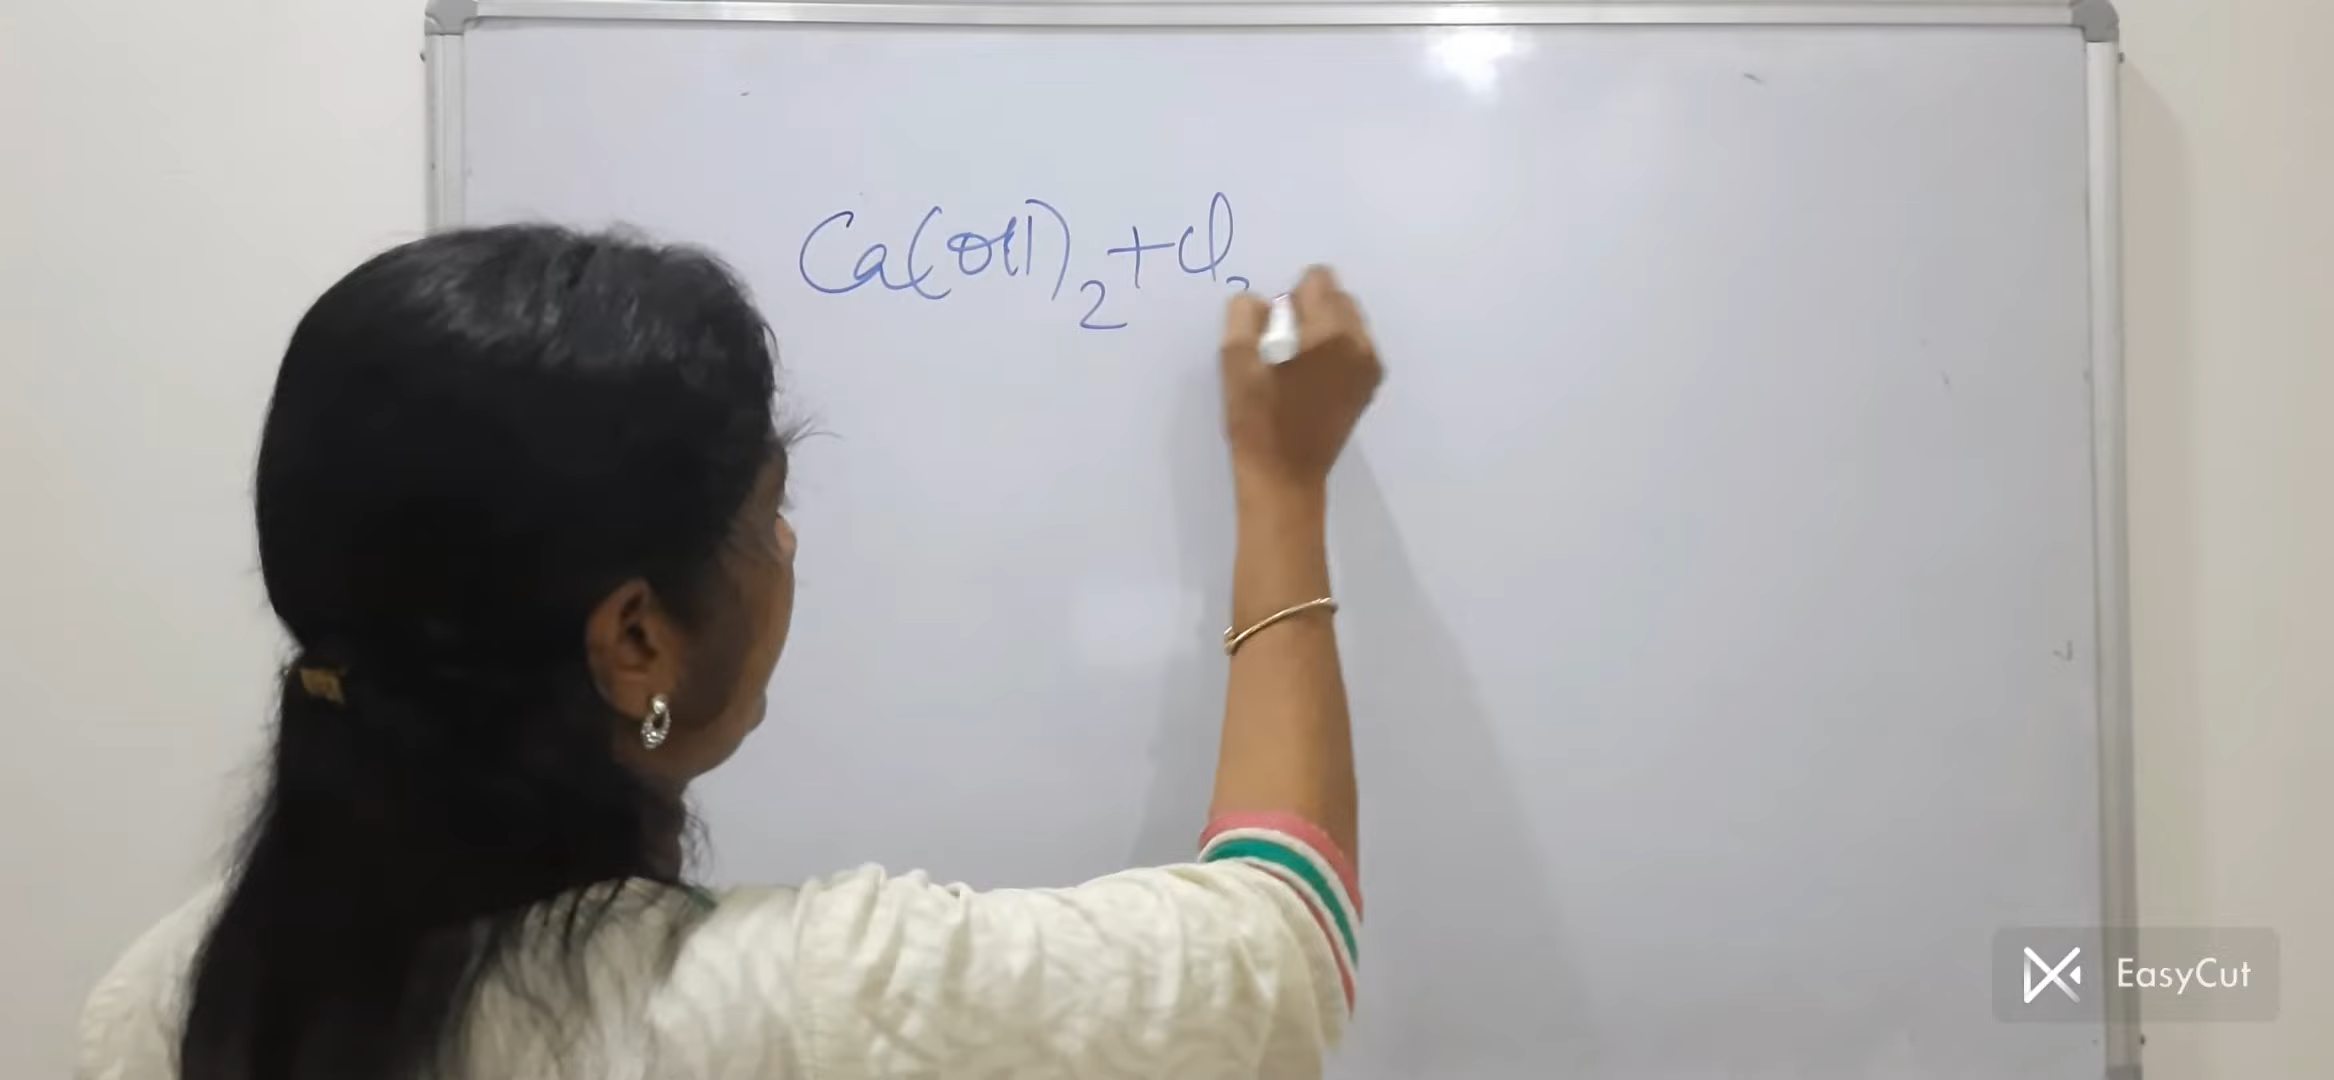 Ca(OH)₂ + Cl₂
EasyCut